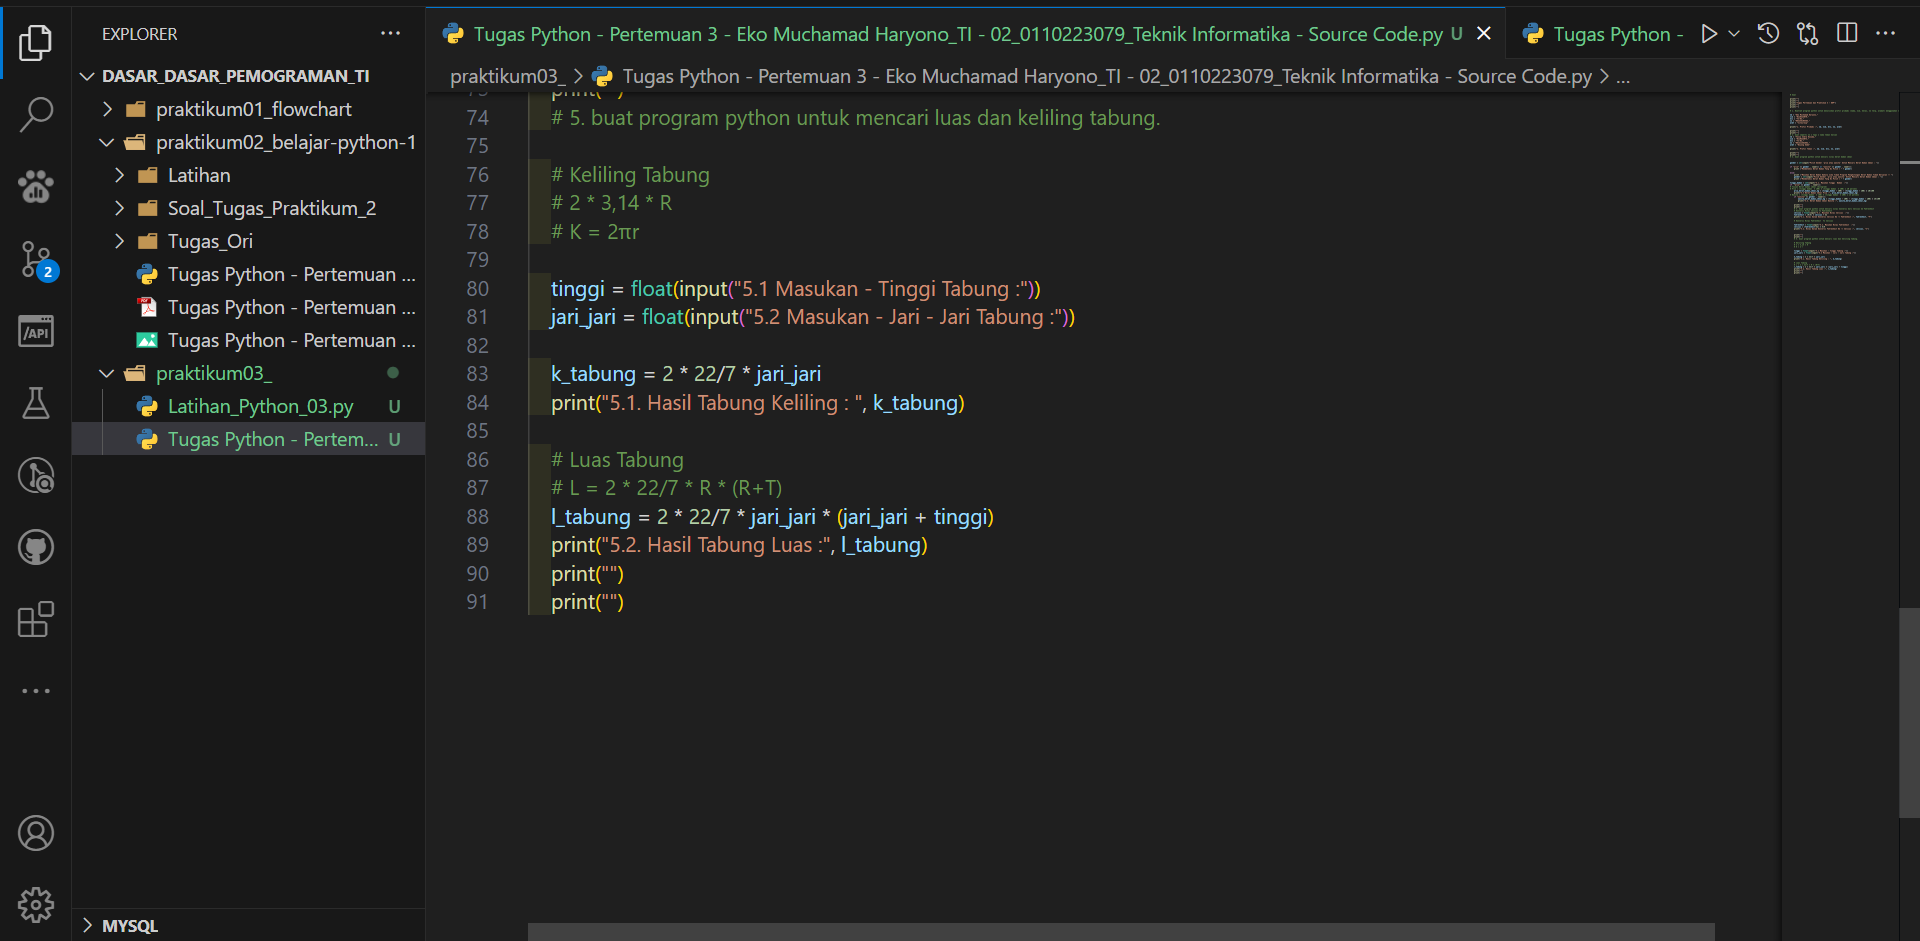 EXPLORER
DASAR_DASAR_PEMOGRAMAN_TI
praktikum01_flowchart
praktikum02_belajar-python-1
Latihan
Soal_Tugas_Praktikum_2
Tugas_Ori
Tugas Python - Pertemuan ...
Tugas Python - Pertemuan ...
Tugas Python - Pertemuan ...
praktikum03_
Latihan_Python_03.py U
Tugas Python - Pertem... U
MYSQL
2
/API
Tugas Python - Pertemuan 3 - Eko Muchamad Haryono_TI - 02_0110223079_Teknik Informatika - Source Code.py U
Tugas Python -
praktikum03_ > Tugas Python - Pertemuan 3 - Eko Muchamad Haryono_TI - 02_0110223079_Teknik Informatika - Source Code.py > ...
74 # 5. buat program python untuk mencari luas dan keliling tabung.
75
76 # Keliling Tabung
77 # 2 * 3,14 * R
78 # K = 2πr
79
80 tinggi = float(input("5.1 Masukan - Tinggi Tabung :"))
81 jari_jari = float(input("5.2 Masukan - Jari - Jari Tabung :"))
82
83 k_tabung = 2 * 22/7 * jari_jari
84 print("5.1. Hasil Tabung Keliling : ", k_tabung)
85
86 # Luas Tabung
87 # L = 2 * 22/7 * R * (R+T)
88 l_tabung = 2 * 22/7 * jari_jari * (jari_jari + tinggi)
89 print("5.2. Hasil Tabung Luas :", l_tabung)
90 print("")
91 print("")